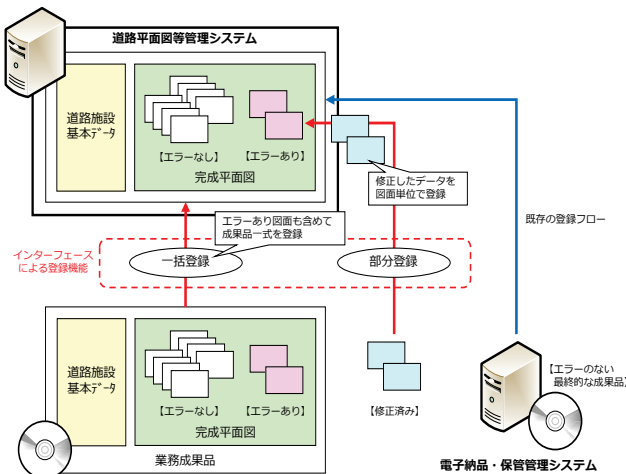 道路平面図等管理システム
道路施設
基本データ
【エラーなし】
【エラーあり】
完成平面図
修正したデータを
図面単位で登録
エラーあり図面も含めて
成果品一式を登録
既存の登録フロー
インターフェース
による登録機能
一括登録
部分登録
道路施設
基本データ
【エラーなし】
【エラーあり】
完成平面図
業務成果品
【修正済み】
【エラーのない
最終的な成果品】
電子納品・保管管理システム